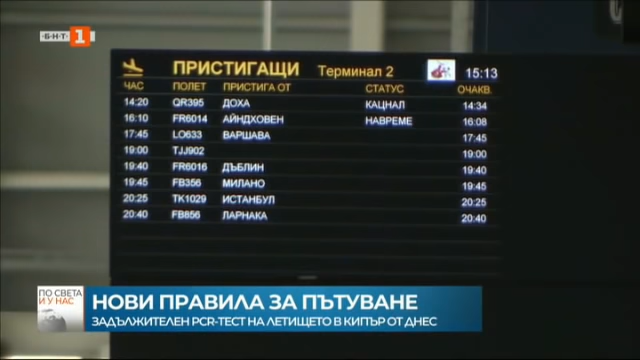 БНТ 1
ПРИСТИГАЩИ Терминал 2 15:13
ЧАС ПОЛЕТ ПРИСТИГА ОТ СТАТУС ОЧАКВ.
14:20 QR395 ДОХА КАЦНАЛ 14:34
16:10 FR6014 АЙНДХОВЕН НАВРЕМЕ 16:08
17:45 LO633 ВАРШАВА 17:45
19:00 TJJ902 19:00
19:40 FR6016 ДЪБЛИН 19:40
19:45 FB356 МИЛАНО 19:45
20:25 TK1029 ИСТАНБУЛ 20:25
20:40 FB856 ЛАРНАКА 20:40
ПО СВЕТА
И У НАС
НОВИ ПРАВИЛА ЗА ПЪТУВАНЕ
ЗАДЪЛЖИТЕЛЕН PCR-ТЕСТ НА ЛЕТИЩЕТО В КИПЪР ОТ ДНЕС